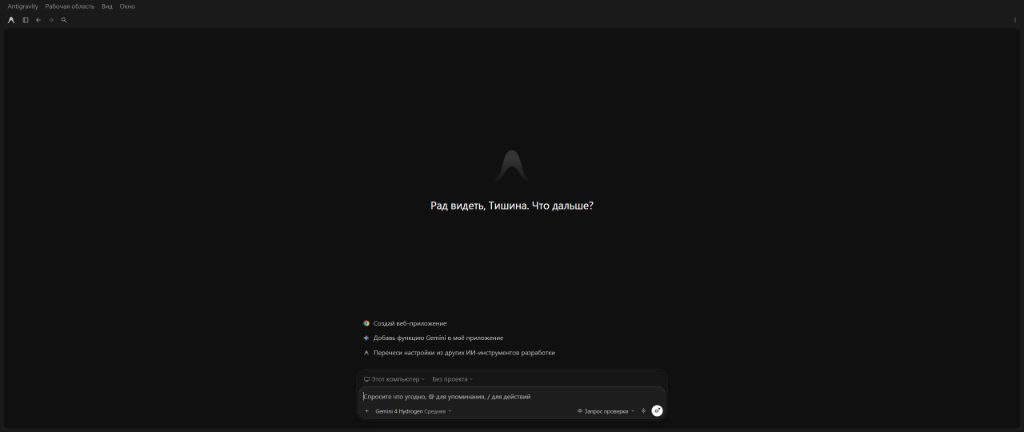 Antigravity Рабочая область Вид Окно
Рад видеть, Тишина. Что дальше?
Создай веб-приложение
Добавь функцию Gemini в моё приложение
Перенеси настройки из других ИИ-инструментов разработки
Этот компьютер Без проекта
Спросите что угодно, @ для упоминания, / для действий
Gemini 4 Hydrogen Средняя Запрос проверки